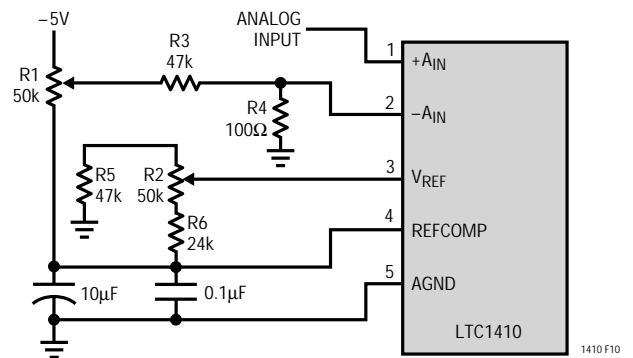 –5V
ANALOG
INPUT
R1
50k
R3
47k
R4
100Ω
R5
47k
R2
50k
R6
24k
10µF
0.1µF
1
+AIN
2
–AIN
3
VREF
4
REFCOMP
5
AGND
LTC1410
1410 F10